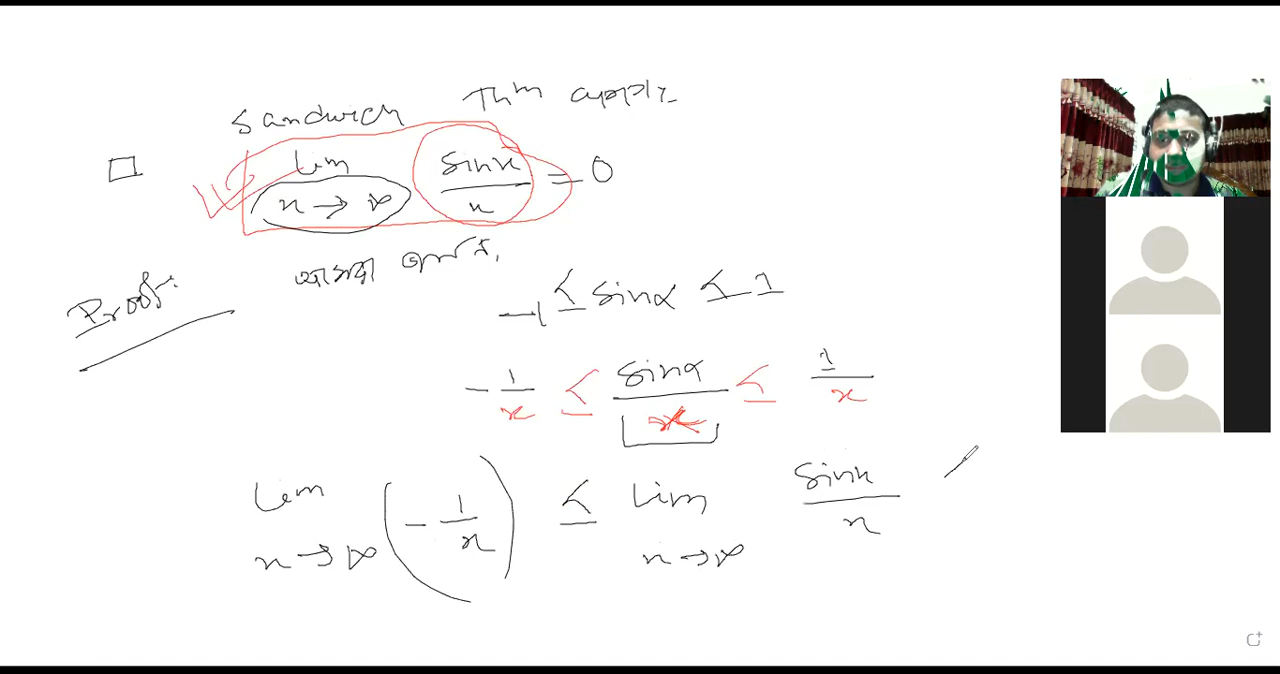 Sandwich Thm apply
lim x→∞ sinx/x = 0
আমরা জানি,
Proof:
-1 ≤ sinx ≤ 1
-1/x ≤ sinx/x ≤ 1/x
lim x→∞ (-1/x) ≤ lim x→∞ sinx/x